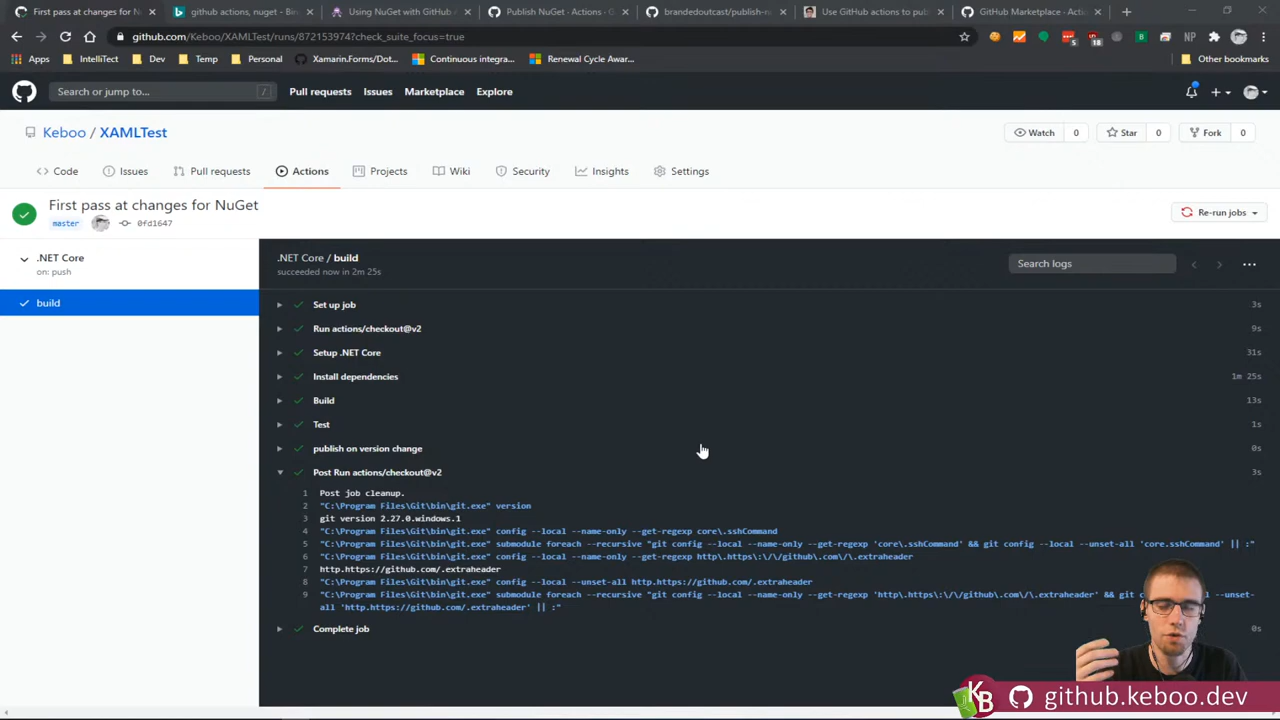 First pass at changes for N
github actions, nuget - Bin
Using NuGet with GitHub A
Publish NuGet - Actions - G
brandedoutcast/publish-n
Use GitHub actions to pub
GitHub Marketplace - Actio
github.com/Keboo/XAMLTest/runs/872153974?check_suite_focus=true
5
18
B
NP
Apps
IntelliTect
Dev
Temp
Personal
Xamarin.Forms/Dot...
Continuous integra...
Renewal Cycle Awar...
Other bookmarks
Search or jump to...
/
Pull requests
Issues
Marketplace
Explore
Keboo / XAMLTest
Watch 0
Star 0
Fork 0
Code
Issues
Pull requests
Actions
Projects
Wiki
Security
Insights
Settings
First pass at changes for NuGet
master
0fd1647
Re-run jobs
.NET Core
on: push
build
.NET Core / build
succeeded now in 2m 25s
Search logs
Set up job 3s
Run actions/checkout@v2 9s
Setup .NET Core 31s
Install dependencies 1m 25s
Build 13s
Test 1s
publish on version change 0s
Post Run actions/checkout@v2 3s
1 Post job cleanup.
2 "C:\Program Files\Git\bin\git.exe" version
3 git version 2.27.0.windows.1
4 "C:\Program Files\Git\bin\git.exe" config --local --name-only --get-regexp core\.sshCommand
5 "C:\Program Files\Git\bin\git.exe" submodule foreach --recursive "git config --local --name-only --get-regexp 'core\.sshCommand' && git config --local --unset-all 'core.sshCommand' || :"
6 "C:\Program Files\Git\bin\git.exe" config --local --name-only --get-regexp http\.https\:\/\/github\.com\/\.extraheader
7 http.https://github.com/.extraheader
8 "C:\Program Files\Git\bin\git.exe" config --local --unset-all http.https://github.com/.extraheader
9 "C:\Program Files\Git\bin\git.exe" submodule foreach --recursive "git config --local --name-only --get-regexp 'http\.https\:\/\/github\.com\/\.extraheader' && git c l --unset-
all 'http.https://github.com/.extraheader' || :"
Complete job 0s
KB
github.keboo.dev